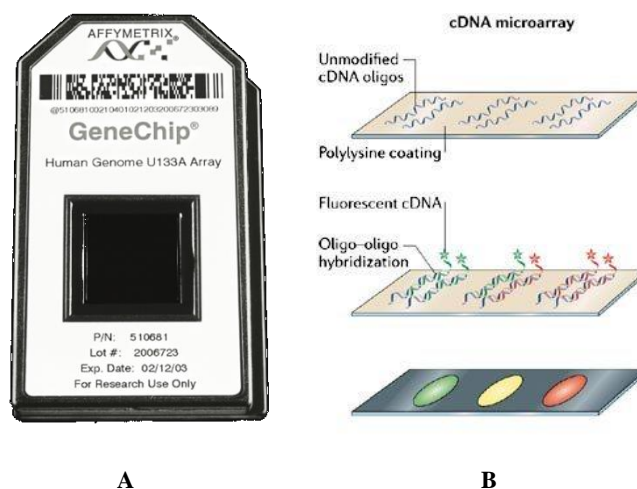 AFFYMETRIX
@51068100210401021203200672303089
GeneChip®
Human Genome U133A Array
P/N: 510681
Lot #: 2006723
Exp. Date: 02/12/03
For Research Use Only
A
cDNA microarray
Unmodified
cDNA oligos
Polylysine coating
Fluorescent cDNA
Oligo–oligo
hybridization
B